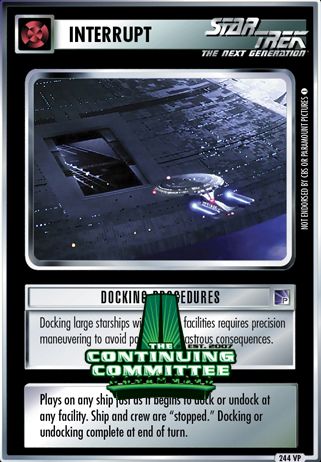 INTERRUPT
STAR TREK
THE NEXT GENERATION
NOT ENDORSED BY CBS OR PARAMOUNT PICTURES
DOCKING PROCEDURES
P
Docking large starships facilities requires precision
maneuvering to avoid consequences.
THE
EST. 2007
CONTINUING
COMMITTEE
Plays on any ship just as it begins to dock or undock at
any facility. Ship and crew are “stopped.” Docking or
undocking complete at end of turn.
244 VP